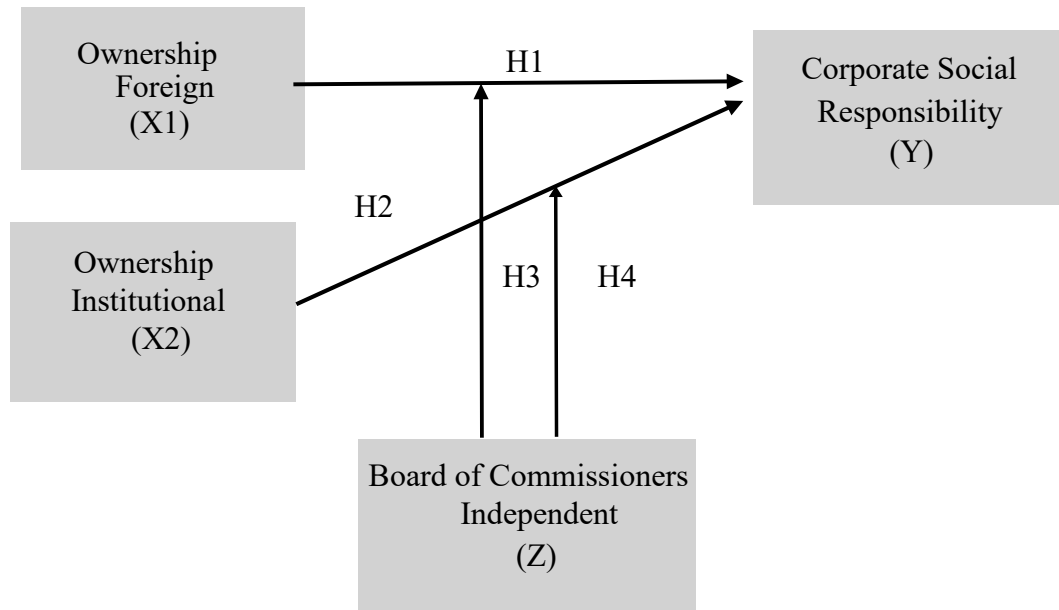 Ownership
Foreign
(X1)
H1
Corporate Social
Responsibility
(Y)
H2
Ownership
Institutional
(X2)
H3
H4
Board of Commissioners
Independent
(Z)